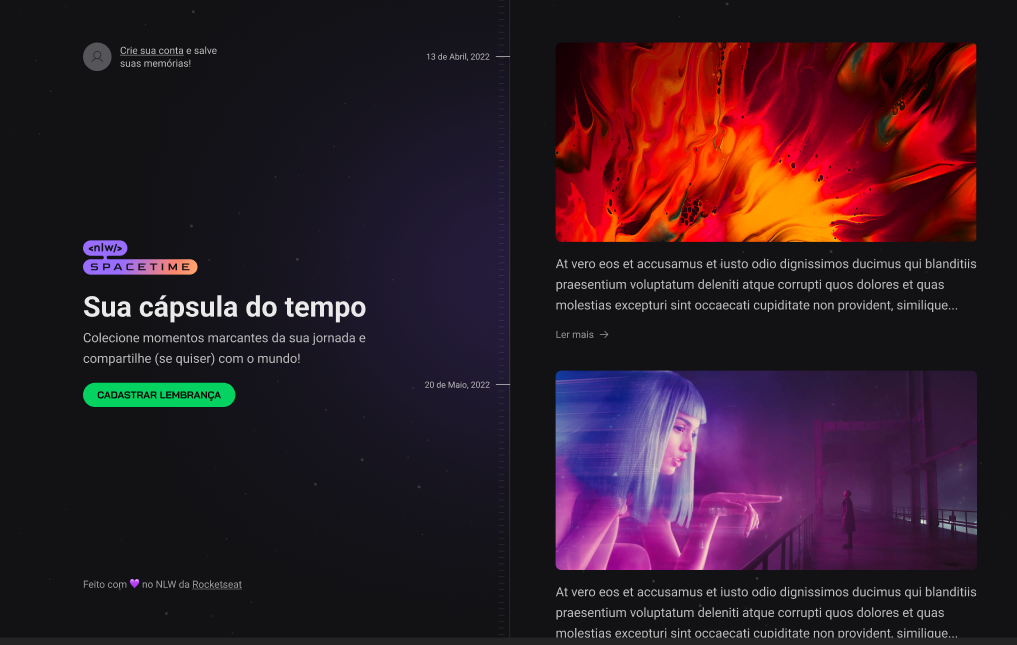 Crie sua conta e salve
suas memórias!
<nlw/>
SPACETIME
Sua cápsula do tempo
Colecione momentos marcantes da sua jornada e
compartilhe (se quiser) com o mundo!
CADASTRAR LEMBRANÇA
Feito com 💜 no NLW da Rocketseat
13 de Abril, 2022
At vero eos et accusamus et iusto odio dignissimos ducimus qui blanditiis
praesentium voluptatum deleniti atque corrupti quos dolores et quas
molestias excepturi sint occaecati cupiditate non provident, similique...
Ler mais →
20 de Maio, 2022
At vero eos et accusamus et iusto odio dignissimos ducimus qui blanditiis
praesentium voluptatum deleniti atque corrupti quos dolores et quas
molestias excepturi sint occaecati cupiditate non provident, similique...